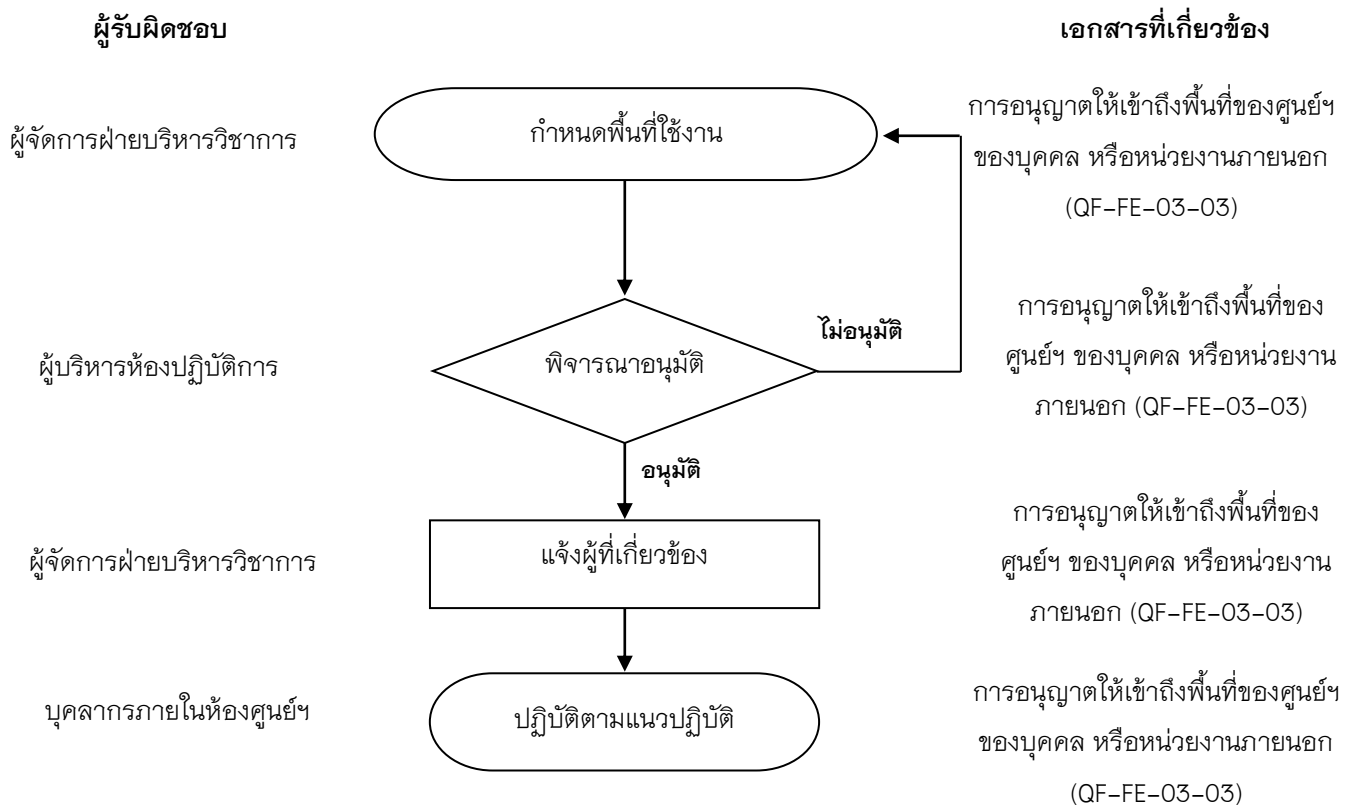 ผู้รับผิดชอบ
เอกสารที่เกี่ยวข้อง
ผู้จัดการฝ่ายบริหารวิชาการ
กำหนดพื้นที่ใช้งาน
การอนุญาตให้เข้าถึงพื้นที่ของศูนย์ฯ
ของบุคคล หรือหน่วยงานภายนอก
(QF-FE-03-03)
ผู้บริหารห้องปฏิบัติการ
พิจารณาอนุมัติ
ไม่อนุมัติ
การอนุญาตให้เข้าถึงพื้นที่ของ
ศูนย์ฯ ของบุคคล หรือหน่วยงาน
ภายนอก (QF-FE-03-03)
อนุมัติ
ผู้จัดการฝ่ายบริหารวิชาการ
แจ้งผู้ที่เกี่ยวข้อง
การอนุญาตให้เข้าถึงพื้นที่ของ
ศูนย์ฯ ของบุคคล หรือหน่วยงาน
ภายนอก (QF-FE-03-03)
บุคลากรภายในห้องศูนย์ฯ
ปฏิบัติตามแนวปฏิบัติ
การอนุญาตให้เข้าถึงพื้นที่ของศูนย์ฯ
ของบุคคล หรือหน่วยงานภายนอก
(QF-FE-03-03)